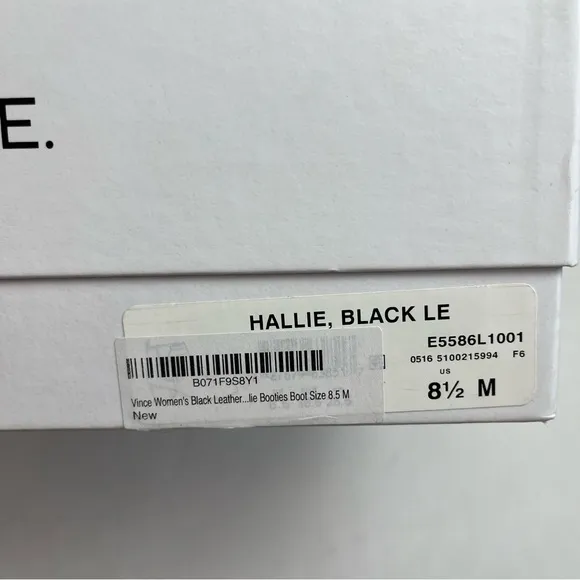 E.
HALLIE, BLACK LE
E5586L1001
0516 5100215994 F6
US
8½ M
B071F9S8Y1
Vince Women's Black Leather...lie Booties Boot Size 8.5 M
New